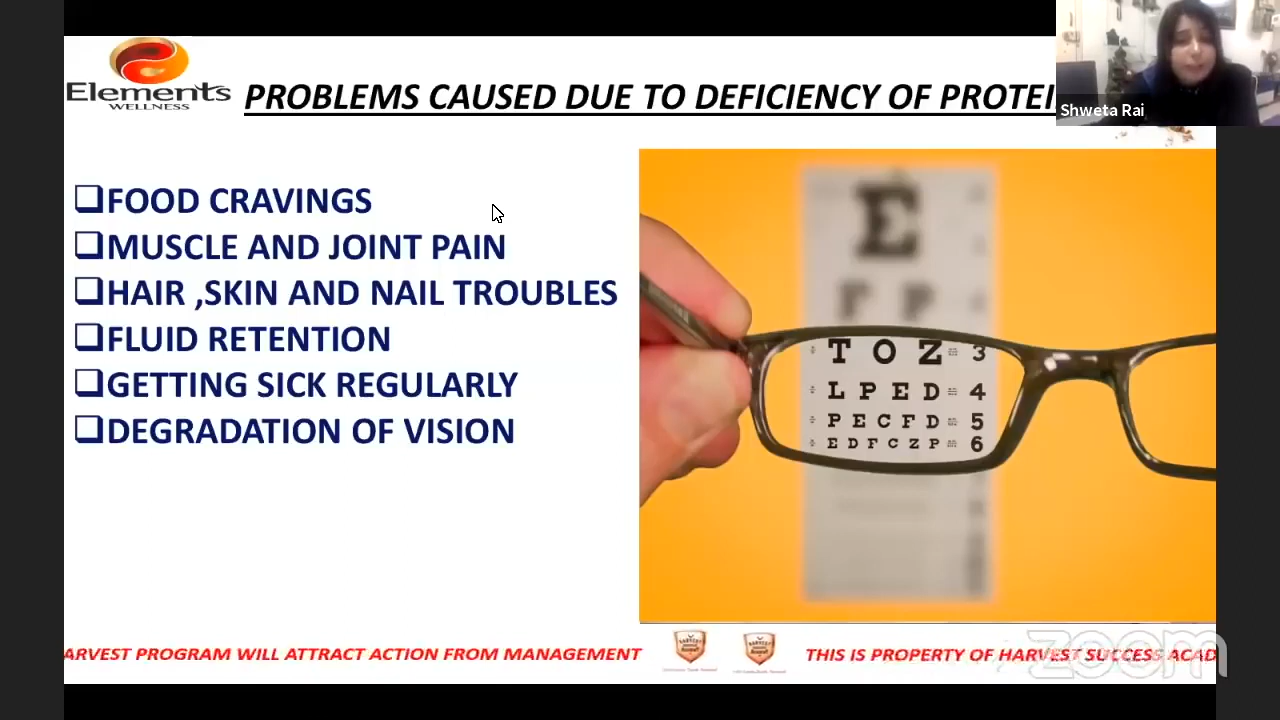 Elements
WELLNESS
PROBLEMS CAUSED DUE TO DEFICIENCY OF PROTEI
Shweta Rai
❑FOOD CRAVINGS
❑MUSCLE AND JOINT PAIN
❑HAIR ,SKIN AND NAIL TROUBLES
❑FLUID RETENTION
❑GETTING SICK REGULARLY
❑DEGRADATION OF VISION
E
F P
T O Z 3
L P E D 4
P E C F D 5
E D F C Z P 6
ARVEST PROGRAM WILL ATTRACT ACTION FROM MANAGEMENT
THIS IS PROPERTY OF HARVEST SUCCESS ACAD
zoom